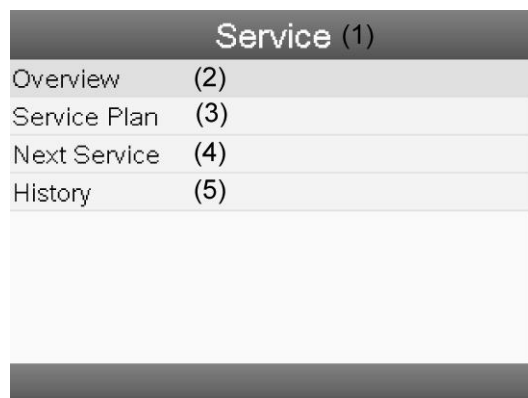 Service (1)
Overview (2)
Service Plan (3)
Next Service (4)
History (5)